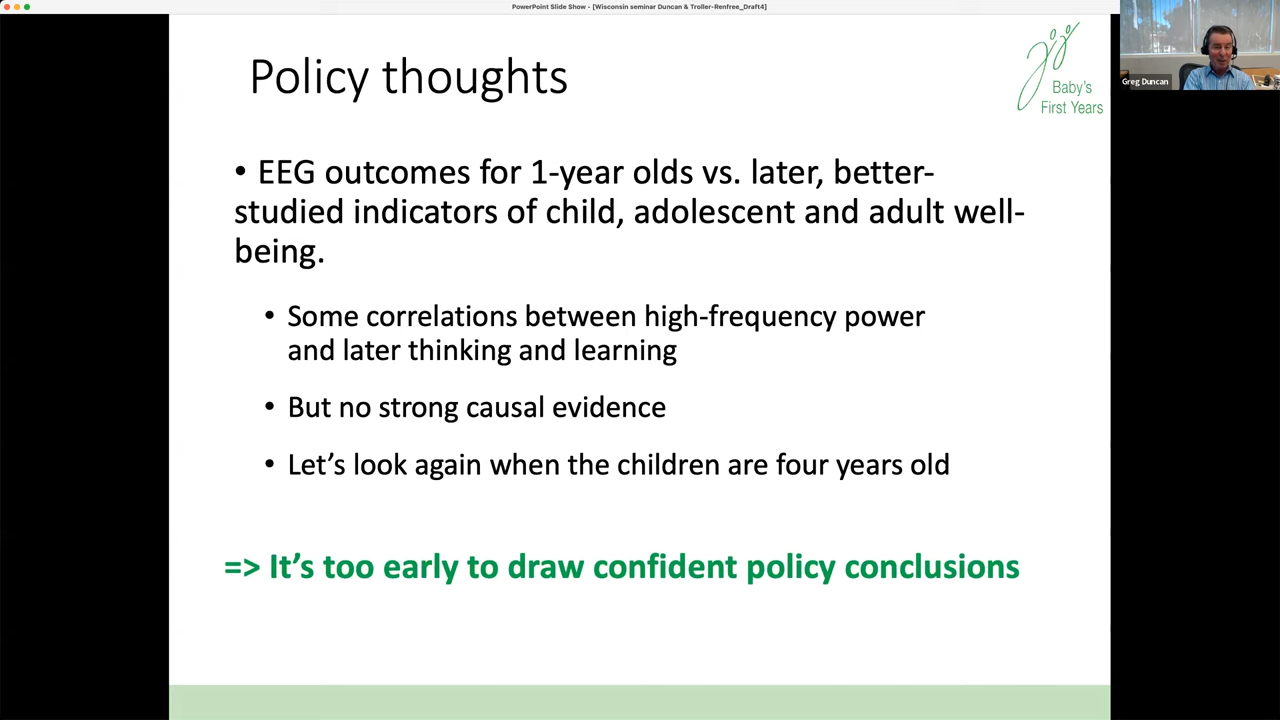 PowerPoint Slide Show - [Wisconsin seminar Duncan & Troller-Renfree_Draft4]
Policy thoughts
Baby's
First Years
Greg Duncan
• EEG outcomes for 1-year olds vs. later, better-
studied indicators of child, adolescent and adult well-
being.
• Some correlations between high-frequency power
and later thinking and learning
• But no strong causal evidence
• Let's look again when the children are four years old
=> It's too early to draw confident policy conclusions